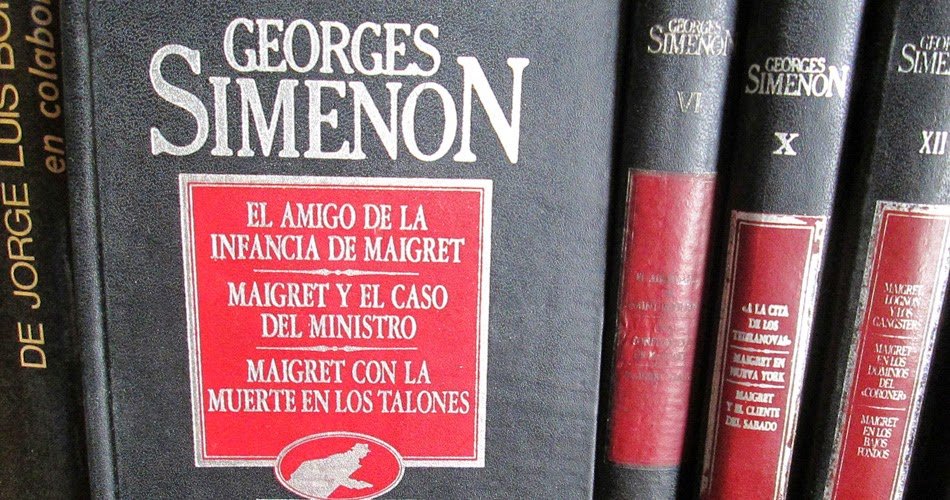 DE JORGE LUIS BOR
en colabor
GEORGES
SIMENON
EL AMIGO DE LA
INFANCIA DE MAIGRET
MAIGRET Y EL CASO
DEL MINISTRO
MAIGRET CON LA
MUERTE EN LOS TALONES
GEORGES
SIMENON
VI
GEORGES
SIMENON
X
«A LA CITA
DE LOS
TERRANOVAS»
MAIGRET EN
NUEVA YORK
MAIGRET
Y EL CLIENTE
DEL SABADO
GEORGES
SIMENON
XII
MAIGRET,
LOGNON
Y LOS
GANGSTERS
MAIGRET
EN LOS
DOMINIOS
DEL
«CORONER»
MAIGRET
EN LOS
BAJOS
FONDOS